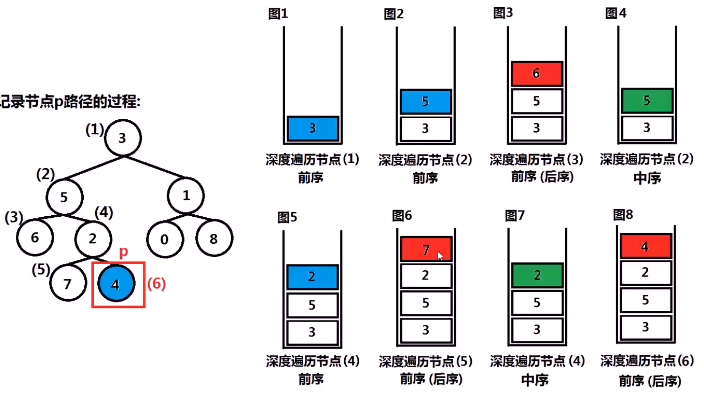 记录节点p路径的过程:
(1)
3
(2)
5
1
(3)
(4)
6
2
0
8
p
(5)
7
4
(6)
图1
3
深度遍历节点(1)
前序
图2
5
3
深度遍历节点(2)
前序
图3
6
5
3
深度遍历节点(3)
前序(后序)
图4
5
3
深度遍历节点(2)
中序
图5
2
5
3
深度遍历节点(4)
前序
图6
7
2
5
3
深度遍历节点(5)
前序(后序)
图7
2
5
3
深度遍历节点(4)
中序
图8
4
2
5
3
深度遍历节点(6)
前序(后序)